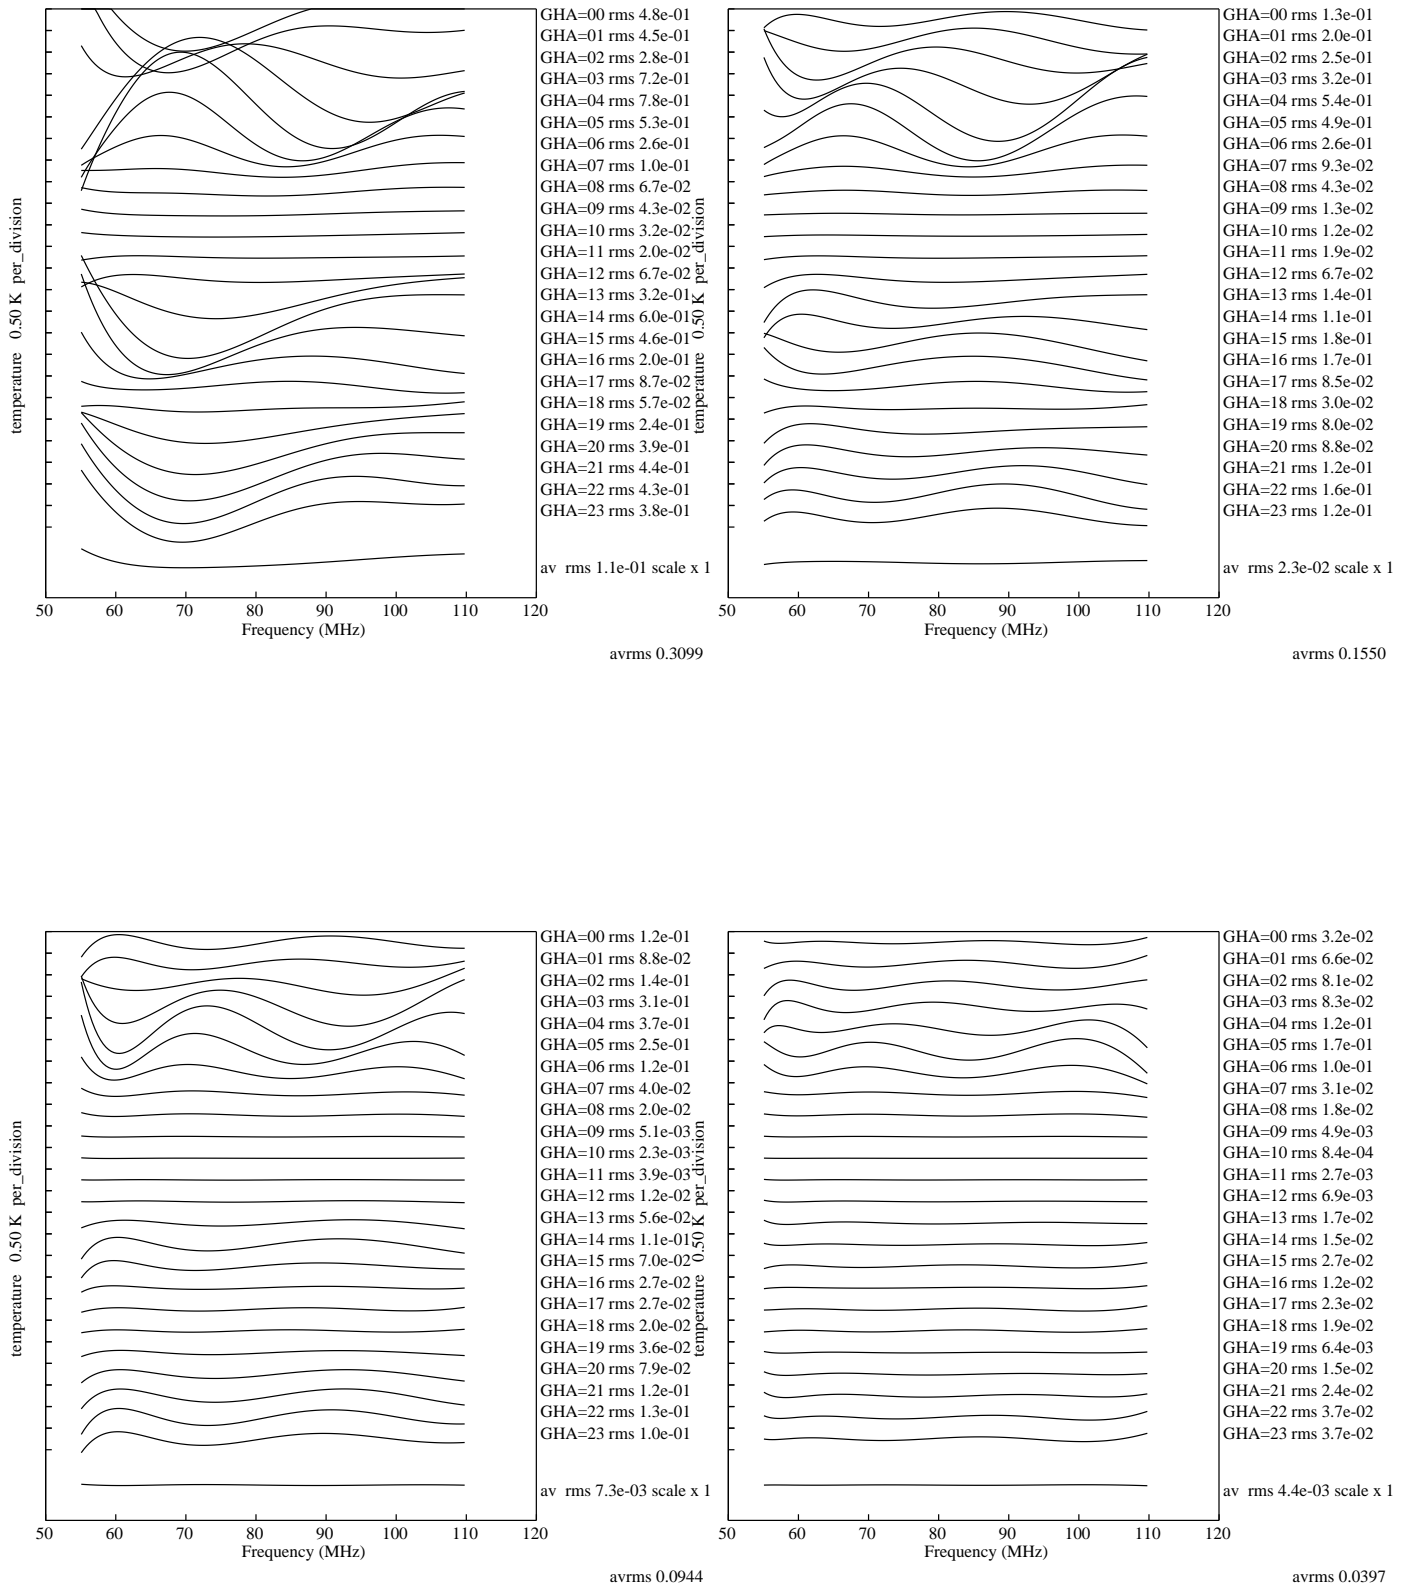 GHA=00 rms 4.8e-01
GHA=01 rms 4.5e-01
GHA=02 rms 2.8e-01
GHA=03 rms 7.2e-01
GHA=04 rms 7.8e-01
GHA=05 rms 5.3e-01
GHA=06 rms 2.6e-01
GHA=07 rms 1.0e-01
GHA=08 rms 6.7e-02
GHA=09 rms 4.3e-02
GHA=10 rms 3.2e-02
GHA=11 rms 2.0e-02
GHA=12 rms 6.7e-02
GHA=13 rms 3.2e-01
GHA=14 rms 6.0e-01
GHA=15 rms 4.6e-01
GHA=16 rms 2.0e-01
GHA=17 rms 8.7e-02
GHA=18 rms 5.7e-02
GHA=19 rms 2.4e-01
GHA=20 rms 3.9e-01
GHA=21 rms 4.4e-01
GHA=22 rms 4.3e-01
GHA=23 rms 3.8e-01
av rms 1.1e-01 scale x 1
temperature 0.50 K per_division
50 60 70 80 90 100 110 120
Frequency (MHz)
avrms 0.3099
GHA=00 rms 1.3e-01
GHA=01 rms 2.0e-01
GHA=02 rms 2.5e-01
GHA=03 rms 3.2e-01
GHA=04 rms 5.4e-01
GHA=05 rms 4.9e-01
GHA=06 rms 2.6e-01
GHA=07 rms 9.3e-02
GHA=08 rms 4.3e-02
GHA=09 rms 1.3e-02
GHA=10 rms 1.2e-02
GHA=11 rms 1.9e-02
GHA=12 rms 6.7e-02
GHA=13 rms 1.4e-01
GHA=14 rms 1.1e-01
GHA=15 rms 1.8e-01
GHA=16 rms 1.7e-01
GHA=17 rms 8.5e-02
GHA=18 rms 3.0e-02
GHA=19 rms 8.0e-02
GHA=20 rms 8.8e-02
GHA=21 rms 1.2e-01
GHA=22 rms 1.6e-01
GHA=23 rms 1.2e-01
av rms 2.3e-02 scale x 1
temperature 0.50 K per_division
50 60 70 80 90 100 110 120
Frequency (MHz)
avrms 0.1550
GHA=00 rms 1.2e-01
GHA=01 rms 8.8e-02
GHA=02 rms 1.4e-01
GHA=03 rms 3.1e-01
GHA=04 rms 3.7e-01
GHA=05 rms 2.5e-01
GHA=06 rms 1.2e-01
GHA=07 rms 4.0e-02
GHA=08 rms 2.0e-02
GHA=09 rms 5.1e-03
GHA=10 rms 2.3e-03
GHA=11 rms 3.9e-03
GHA=12 rms 1.2e-02
GHA=13 rms 5.6e-02
GHA=14 rms 1.1e-01
GHA=15 rms 7.0e-02
GHA=16 rms 2.7e-02
GHA=17 rms 2.7e-02
GHA=18 rms 2.0e-02
GHA=19 rms 3.6e-02
GHA=20 rms 7.9e-02
GHA=21 rms 1.2e-01
GHA=22 rms 1.3e-01
GHA=23 rms 1.0e-01
av rms 7.3e-03 scale x 1
temperature 0.50 K per_division
50 60 70 80 90 100 110 120
Frequency (MHz)
avrms 0.0944
GHA=00 rms 3.2e-02
GHA=01 rms 6.6e-02
GHA=02 rms 8.1e-02
GHA=03 rms 8.3e-02
GHA=04 rms 1.2e-01
GHA=05 rms 1.7e-01
GHA=06 rms 1.0e-01
GHA=07 rms 3.1e-02
GHA=08 rms 1.8e-02
GHA=09 rms 4.9e-03
GHA=10 rms 8.4e-04
GHA=11 rms 2.7e-03
GHA=12 rms 6.9e-03
GHA=13 rms 1.7e-02
GHA=14 rms 1.5e-02
GHA=15 rms 2.7e-02
GHA=16 rms 1.2e-02
GHA=17 rms 2.3e-02
GHA=18 rms 1.9e-02
GHA=19 rms 6.4e-03
GHA=20 rms 1.5e-02
GHA=21 rms 2.4e-02
GHA=22 rms 3.7e-02
GHA=23 rms 3.7e-02
av rms 4.4e-03 scale x 1
temperature 0.50 K per_division
50 60 70 80 90 100 110 120
Frequency (MHz)
avrms 0.0397